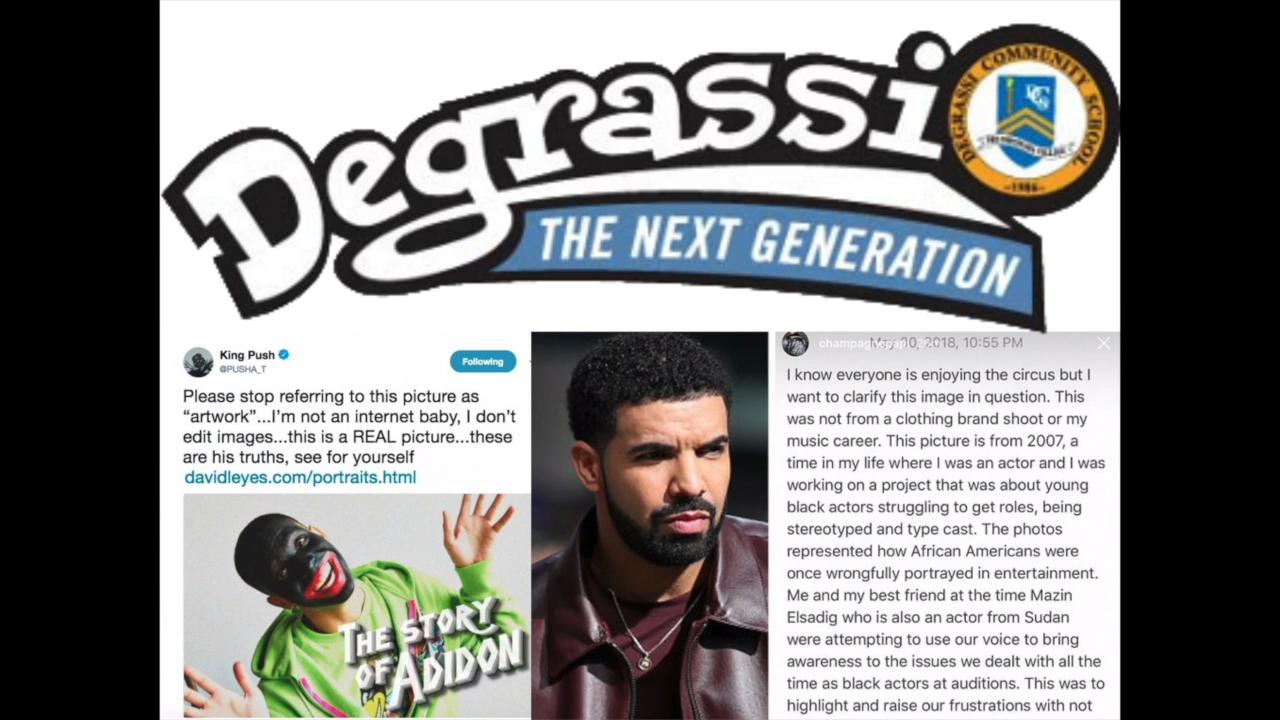 Degrassi
DEGRASSI COMMUNITY SCHOOL
DCS
~1986~
THE NEXT GENERATION
King Push
@PUSHA_T
Following
Please stop referring to this picture as
“artwork”...I’m not an internet baby, I don’t
edit images...this is a REAL picture...these
are his truths, see for yourself
davidleyes.com/portraits.html
THE STORY
OF ADIDON
2018, 10:55 PM
I know everyone is enjoying the circus but I
want to clarify this image in question. This
was not from a clothing brand shoot or my
music career. This picture is from 2007, a
time in my life where I was an actor and I was
working on a project that was about young
black actors struggling to get roles, being
stereotyped and type cast. The photos
represented how African Americans were
once wrongfully portrayed in entertainment.
Me and my best friend at the time Mazin
Elsadig who is also an actor from Sudan
were attempting to use our voice to bring
awareness to the issues we dealt with all the
time as black actors at auditions. This was to
highlight and raise our frustrations with not